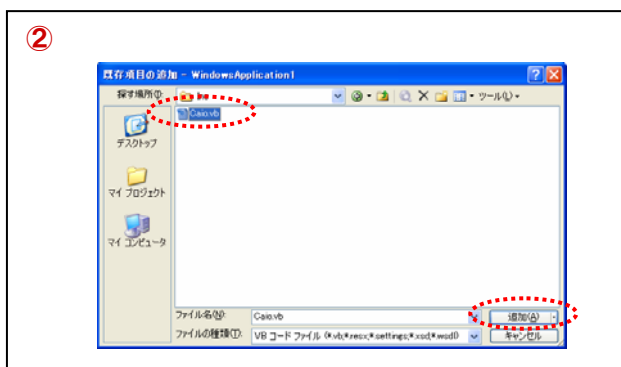 ②
既存項目の追加 - WindowsApplication1
探す場所(I):
ツール(L)
Caio.vb
デスクトップ
マイ プロジェクト
マイ コンピュータ
ファイル名(N):
Caio.vb
追加(A)
ファイルの種類(T):
VB コード ファイル (*.vb;*.resx;*.settings;*.xsd;*.wsdl)
キャンセル